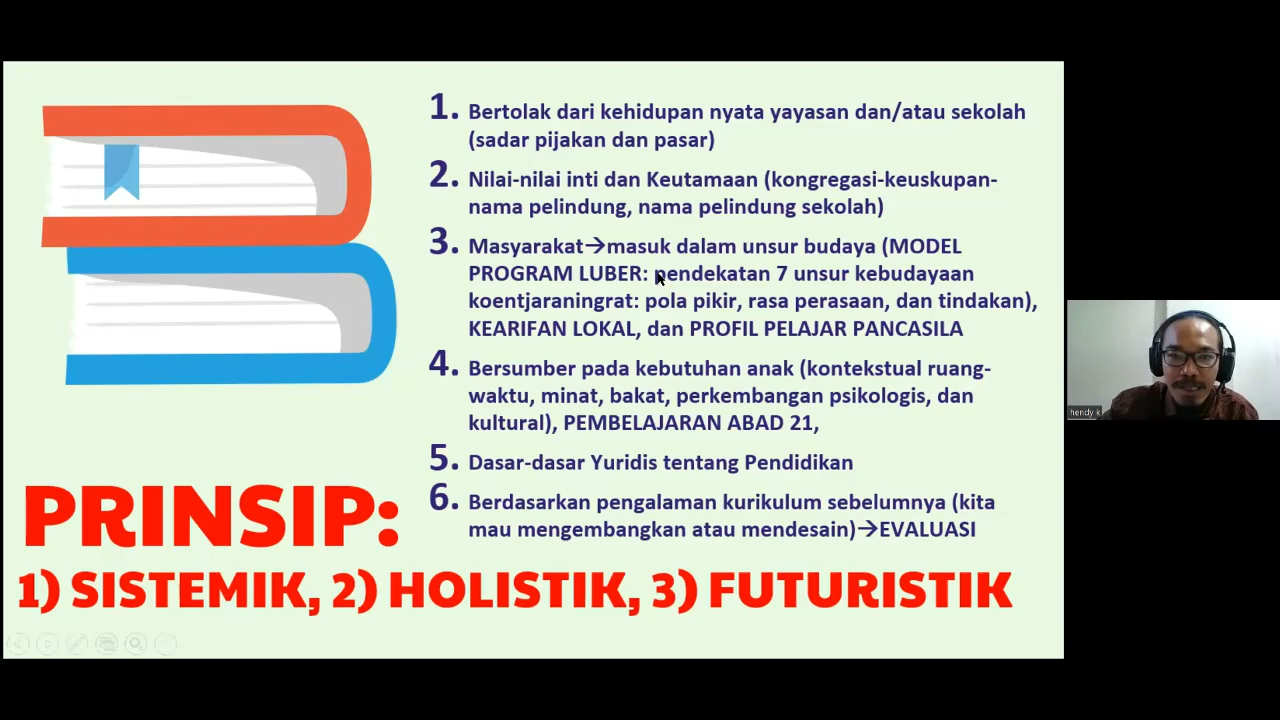 1. Bertolak dari kehidupan nyata yayasan dan/atau sekolah
(sadar pijakan dan pasar)
2. Nilai-nilai inti dan Keutamaan (kongregasi-keuskupan-
nama pelindung, nama pelindung sekolah)
3. Masyarakat→masuk dalam unsur budaya (MODEL
PROGRAM LUBER: pendekatan 7 unsur kebudayaan
koentjaraningrat: pola pikir, rasa perasaan, dan tindakan),
KEARIFAN LOKAL, dan PROFIL PELAJAR PANCASILA
4. Bersumber pada kebutuhan anak (kontekstual ruang-
waktu, minat, bakat, perkembangan psikologis, dan
kultural), PEMBELAJARAN ABAD 21,
5. Dasar-dasar Yuridis tentang Pendidikan
6. Berdasarkan pengalaman kurikulum sebelumnya (kita
mau mengembangkan atau mendesain)→EVALUASI
PRINSIP:
1) SISTEMIK, 2) HOLISTIK, 3) FUTURISTIK
hendy k